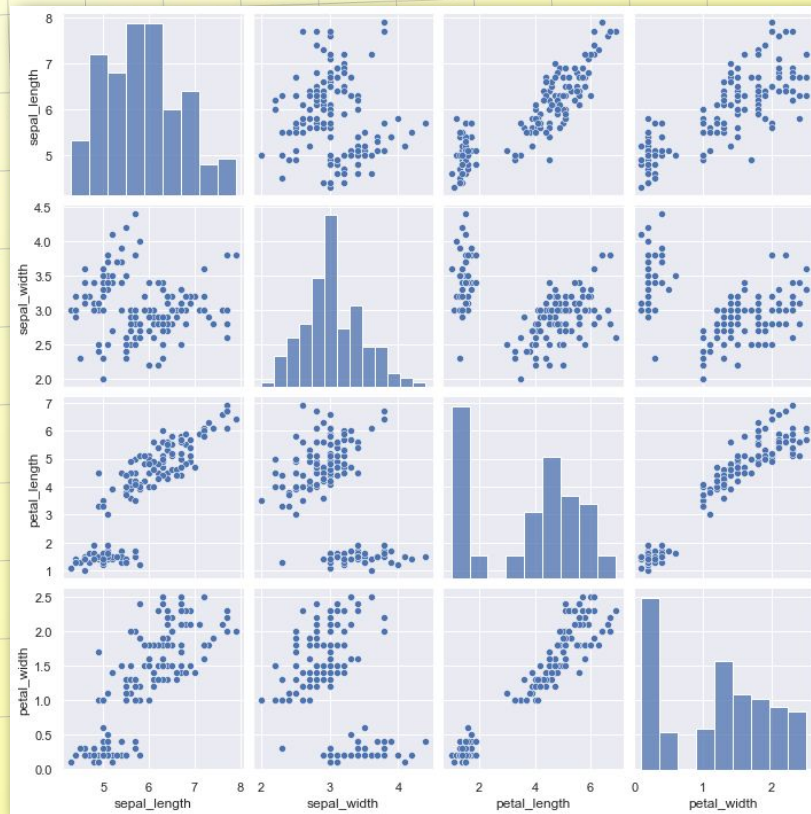 8
7
6
5
sepal_length
4.5
4.0
3.5
3.0
2.5
2.0
sepal_width
7
6
5
4
3
2
1
petal_length
2.5
2.0
1.5
1.0
0.5
0.0
petal_width
5 6 7 8
2 3 4
2 4 6
0 1 2
sepal_length sepal_width petal_length petal_width